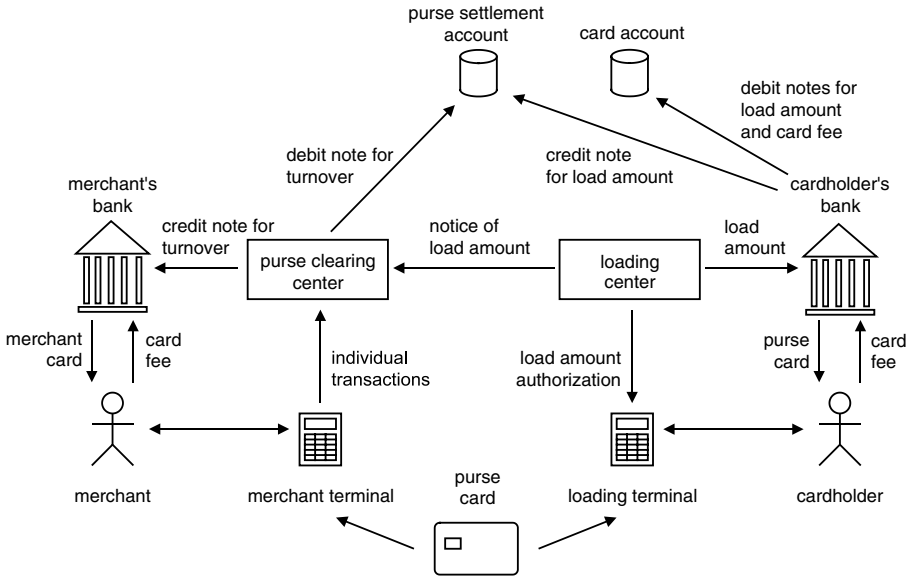 purse settlement
account
card account
debit notes for
load amount
and card fee
debit note for
turnover
credit note
for load amount
merchant's
bank
cardholder's
bank
credit note for
turnover
notice of
load amount
load
amount
purse clearing
center
loading
center
merchant
card
card
fee
individual
transactions
load amount
authorization
purse
card
card
fee
merchant
merchant terminal
purse
card
loading terminal
cardholder